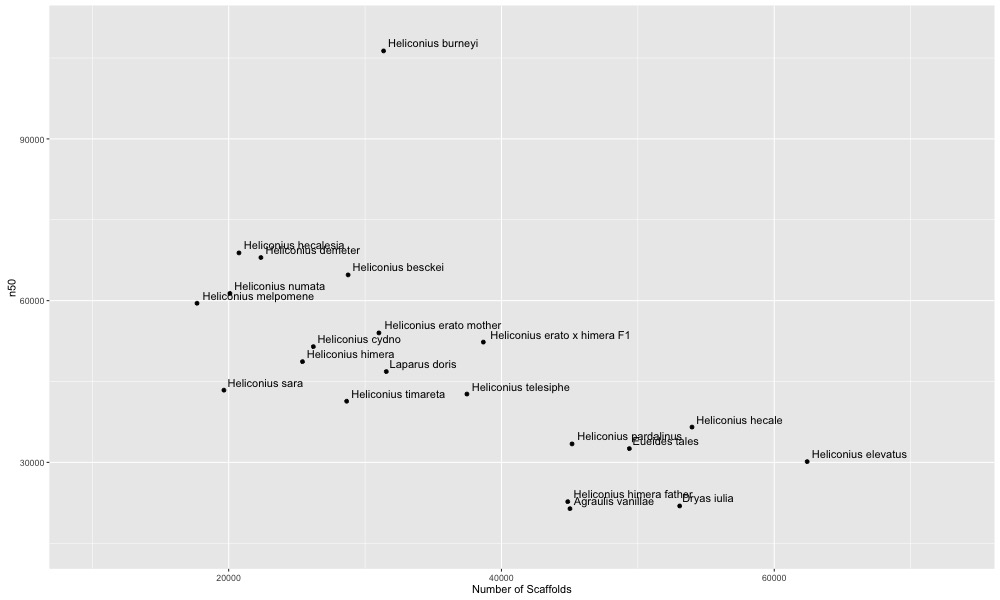 Heliconius burneyi
90000
Heliconius hecalesia
Heliconius demeter
Heliconius besckei
Heliconius numata
Heliconius melpomene
60000
n50
Heliconius erato mother
Heliconius erato x himera F1
Heliconius cydno
Heliconius himera
Laparus doris
Heliconius sara
Heliconius telesiphe
Heliconius timareta
Heliconius hecale
Heliconius pardalinus
Eueides tales
Heliconius elevatus
30000
Heliconius himera father
Dryas iulia
Agraulis vanillae
20000
40000
60000
Number of Scaffolds